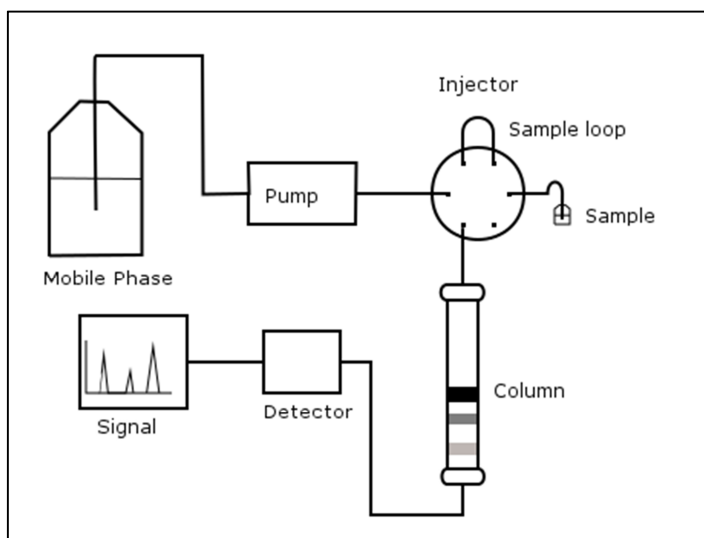 Injector
Sample loop
Pump
Sample
Mobile Phase
Column
Detector
Signal